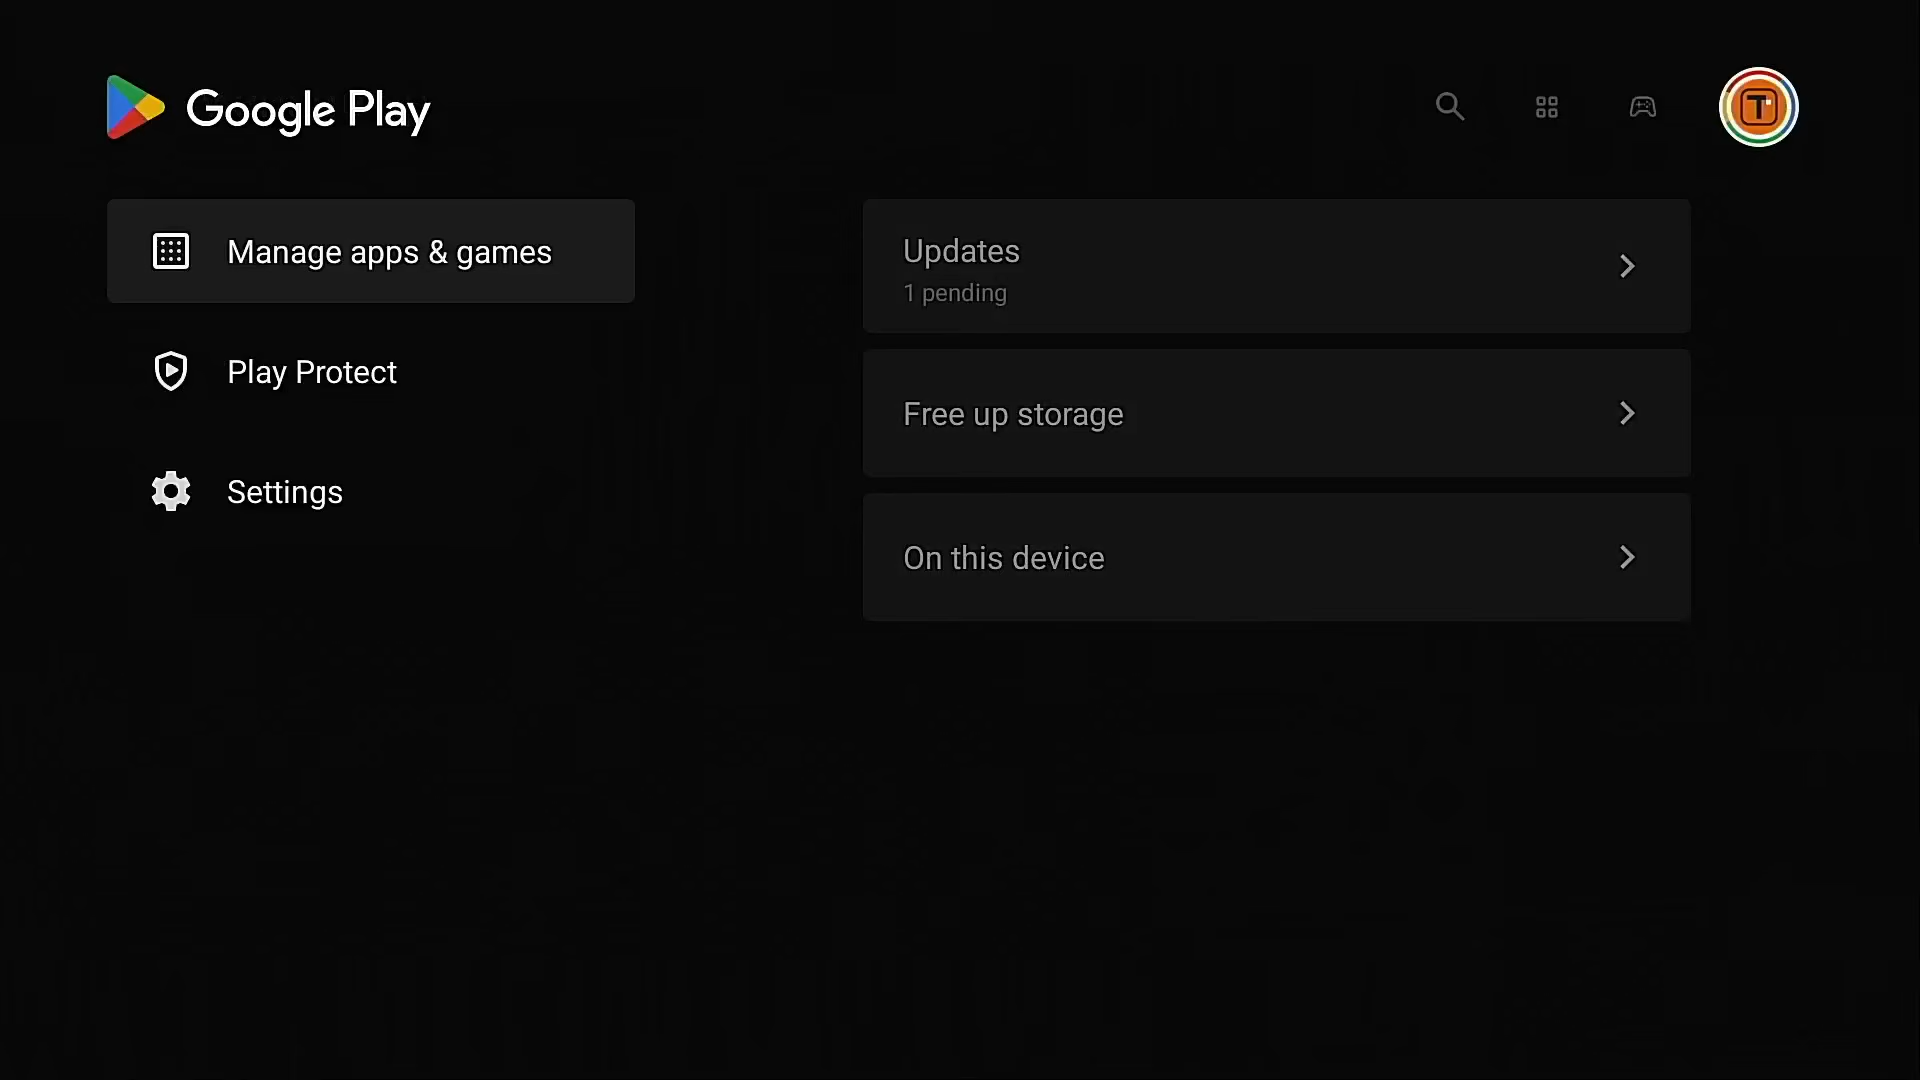 Google Play
T
Manage apps & games
Play Protect
Settings
Updates
1 pending
Free up storage
On this device